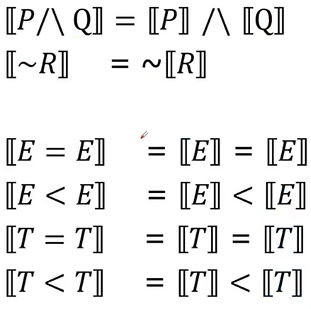 ⟦P/\ Q⟧ = ⟦P⟧ /\ ⟦Q⟧
⟦~R⟧ = ~⟦R⟧
⟦E = E⟧ = ⟦E⟧ = ⟦E⟧
⟦E < E⟧ = ⟦E⟧ < ⟦E⟧
⟦T = T⟧ = ⟦T⟧ = ⟦T⟧
⟦T < T⟧ = ⟦T⟧ < ⟦T⟧